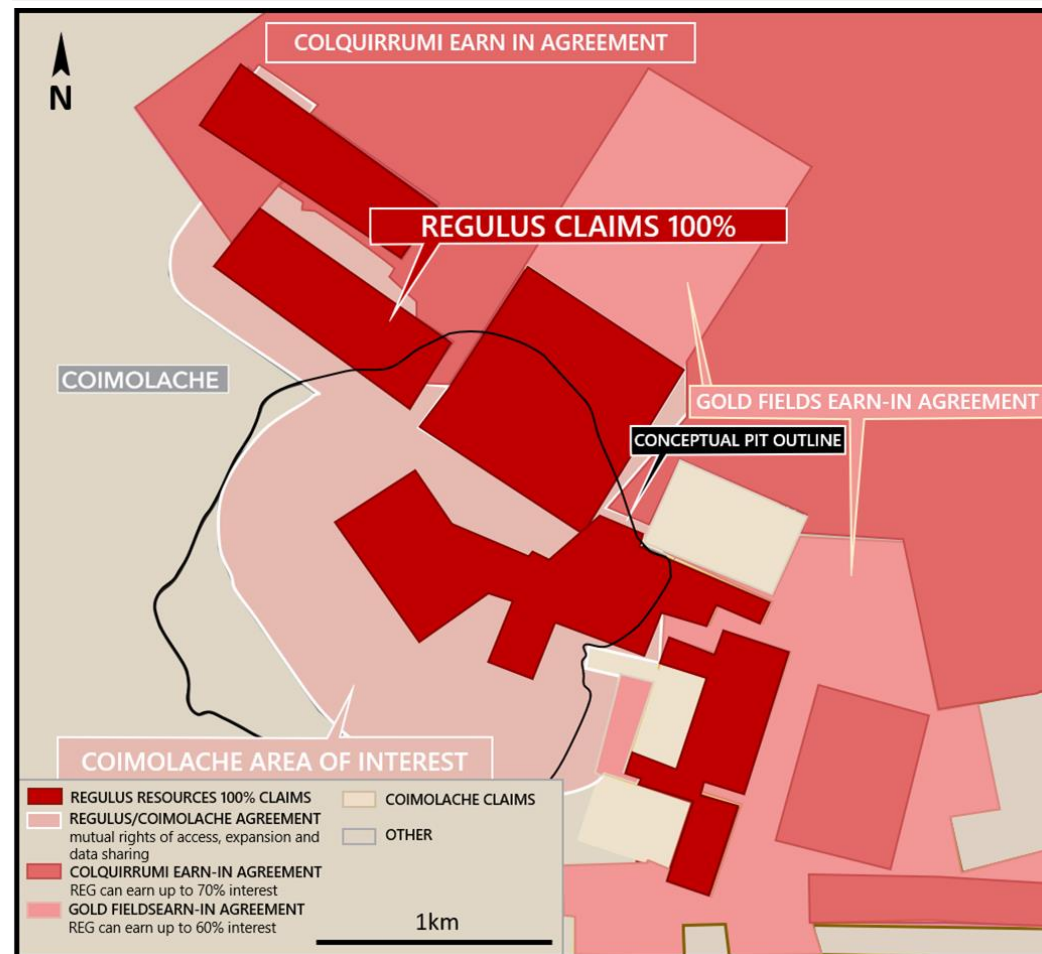 COLQUIRRUMI EARN IN AGREEMENT
N
REGULUS CLAIMS 100%
COIMOLACHE
GOLD FIELDS EARN-IN AGREEMENT
CONCEPTUAL PIT OUTLINE
COIMOLACHE AREA OF INTEREST
REGULUS RESOURCES 100% CLAIMS
REGULUS/COIMOLACHE AGREEMENT
mutual rights of access, expansion and
data sharing
COLQUIRRUMI EARN-IN AGREEMENT
REG can earn up to 70% interest
GOLD FIELDSEARN-IN AGREEMENT
REG can earn up to 60% interest
COIMOLACHE CLAIMS
OTHER
1km